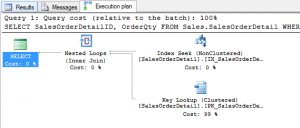 Results Messages Execution plan
Query 1: Query cost (relative to the batch): 100%
SELECT SalesOrderDetailID, OrderQty FROM Sales.SalesOrderDetail WHER
SELECT
Cost: 0 %
Nested Loops
(Inner Join)
Cost: 0 %
Index Seek (NonClustered)
[SalesOrderDetail].[IX_SalesOrderDe…
Cost: 0 %
Key Lookup (Clustered)
[SalesOrderDetail].[PK_SalesOrderDe…
Cost: 99 %